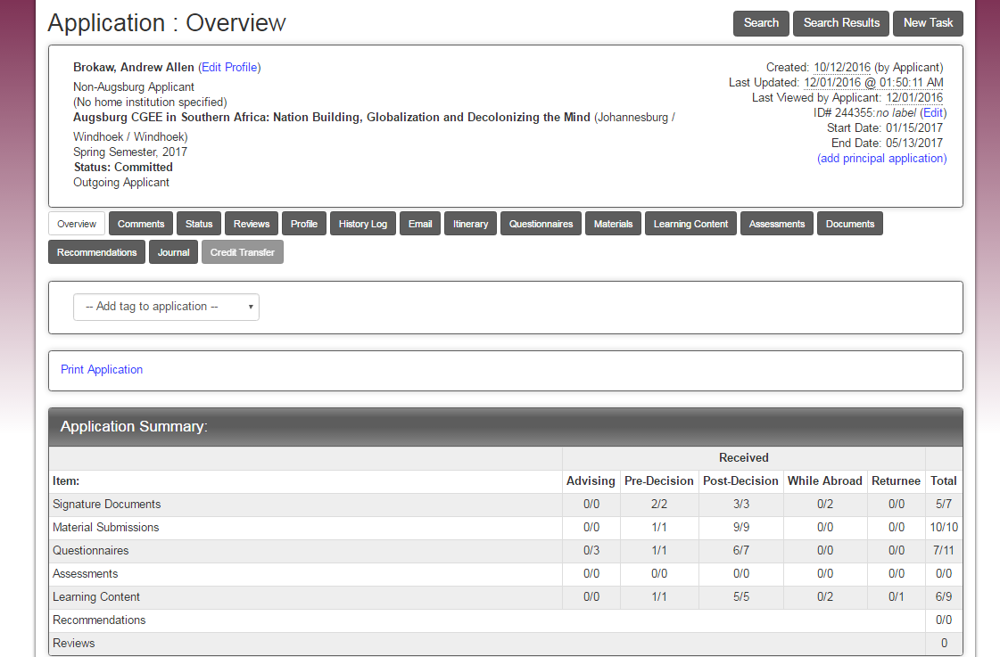 Application : Overview
Search
Search Results
New Task
Brokaw, Andrew Allen (Edit Profile)
Non-Augsburg Applicant
(No home institution specified)
Augsburg CGEE in Southern Africa: Nation Building, Globalization and Decolonizing the Mind (Johannesburg /
Windhoek / Windhoek)
Spring Semester, 2017
Status: Committed
Outgoing Applicant
Created: 10/12/2016 (by Applicant)
Last Updated: 12/01/2016 @ 01:50:11 AM
Last Viewed by Applicant: 12/01/2016
ID# 244355:no label (Edit)
Start Date: 01/15/2017
End Date: 05/13/2017
(add principal application)
Overview Comments Status Reviews Profile History Log Email Itinerary Questionnaires Materials Learning Content Assessments Documents
Recommendations Journal Credit Transfer
-- Add tag to application --
Print Application
Application Summary:
Received
Item: Advising Pre-Decision Post-Decision While Abroad Returnee Total
Signature Documents 0/0 2/2 3/3 0/2 0/0 5/7
Material Submissions 0/0 1/1 9/9 0/0 0/0 10/10
Questionnaires 0/3 1/1 6/7 0/0 0/0 7/11
Assessments 0/0 0/0 0/0 0/0 0/0 0/0
Learning Content 0/0 1/1 5/5 0/2 0/1 6/9
Recommendations 0/0
Reviews 0